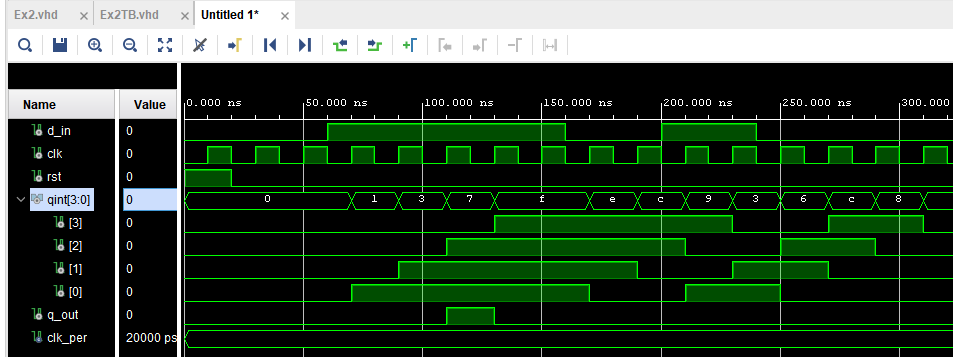 Ex2.vhd Ex2TB.vhd Untitled 1*
Name Value
0.000 ns 50.000 ns 100.000 ns 150.000 ns 200.000 ns 250.000 ns 300.000
d_in 0
clk 0
rst 0
qint[3:0] 0 0 1 3 7 f e c 9 3 6 c 8
[3] 0
[2] 0
[1] 0
[0] 0
q_out 0
clk_per 20000 ps